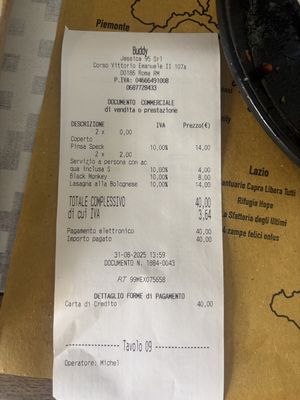 Piemonte
Buddy
Jessica 95 Srl
Corso Vittorio Emanuele II 107a
00186 Roma RM
P.IVA: 04666491008
0687728433
DOCUMENTO COMMERCIALE
di vendita o prestazione
DESCRIZIONE IVA Prezzo(€)
2 x 0,00
Coperto
Pinsa Speck 10,00% 14,00
2 x 2,00
Servizio a persona con ac
qua inclusa S 10,00% 4,00
Black Monkey 10,00% 8,00
Lasagna alla Bolognese 10,00% 14,00
TOTALE COMPLESSIVO 40,00
di cui IVA 3,64
Pagamento elettronico 40,00
Importo pagato 40,00
31-08-2025 13:59
DOCUMENTO N. 1884-0043
RT 99MEX075658
DETTAGLIO FORME di PAGAMENTO
Carta di Credito 40,00
Tavolo 09
Operatore: Michel
Lazio
Santuario Capra Libera Tutti
Rifugio Hope
La Sfattoria degli Ultimi
zampe felici onlus